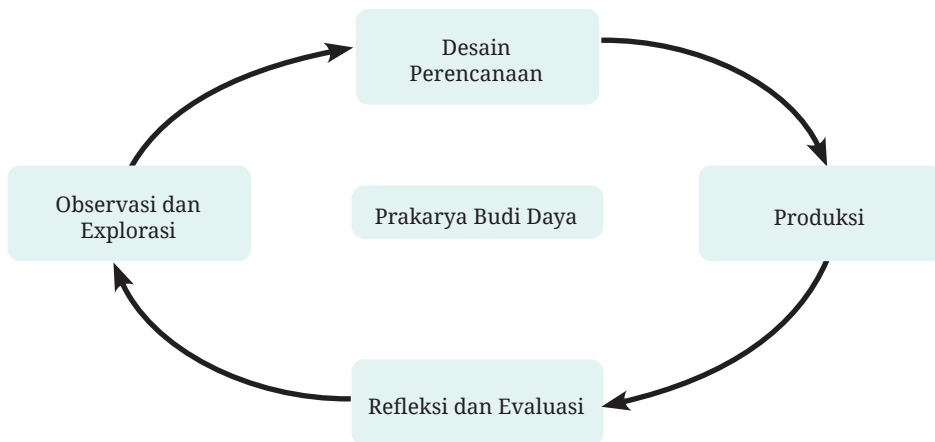 Desain
Perencanaan
Observasi dan
Explorasi
Prakarya Budi Daya
Produksi
Refleksi dan Evaluasi